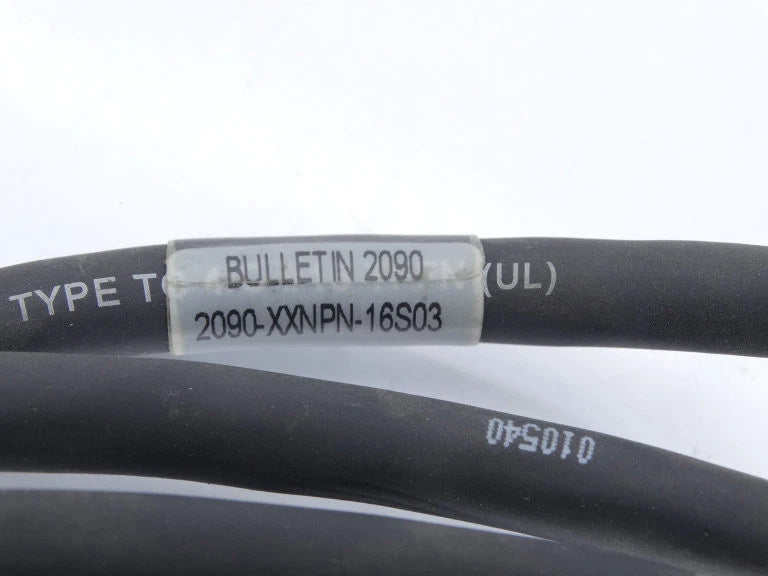 BULLETIN 2090
TYPE (UL)
2090-XXNPN-16S03
010540